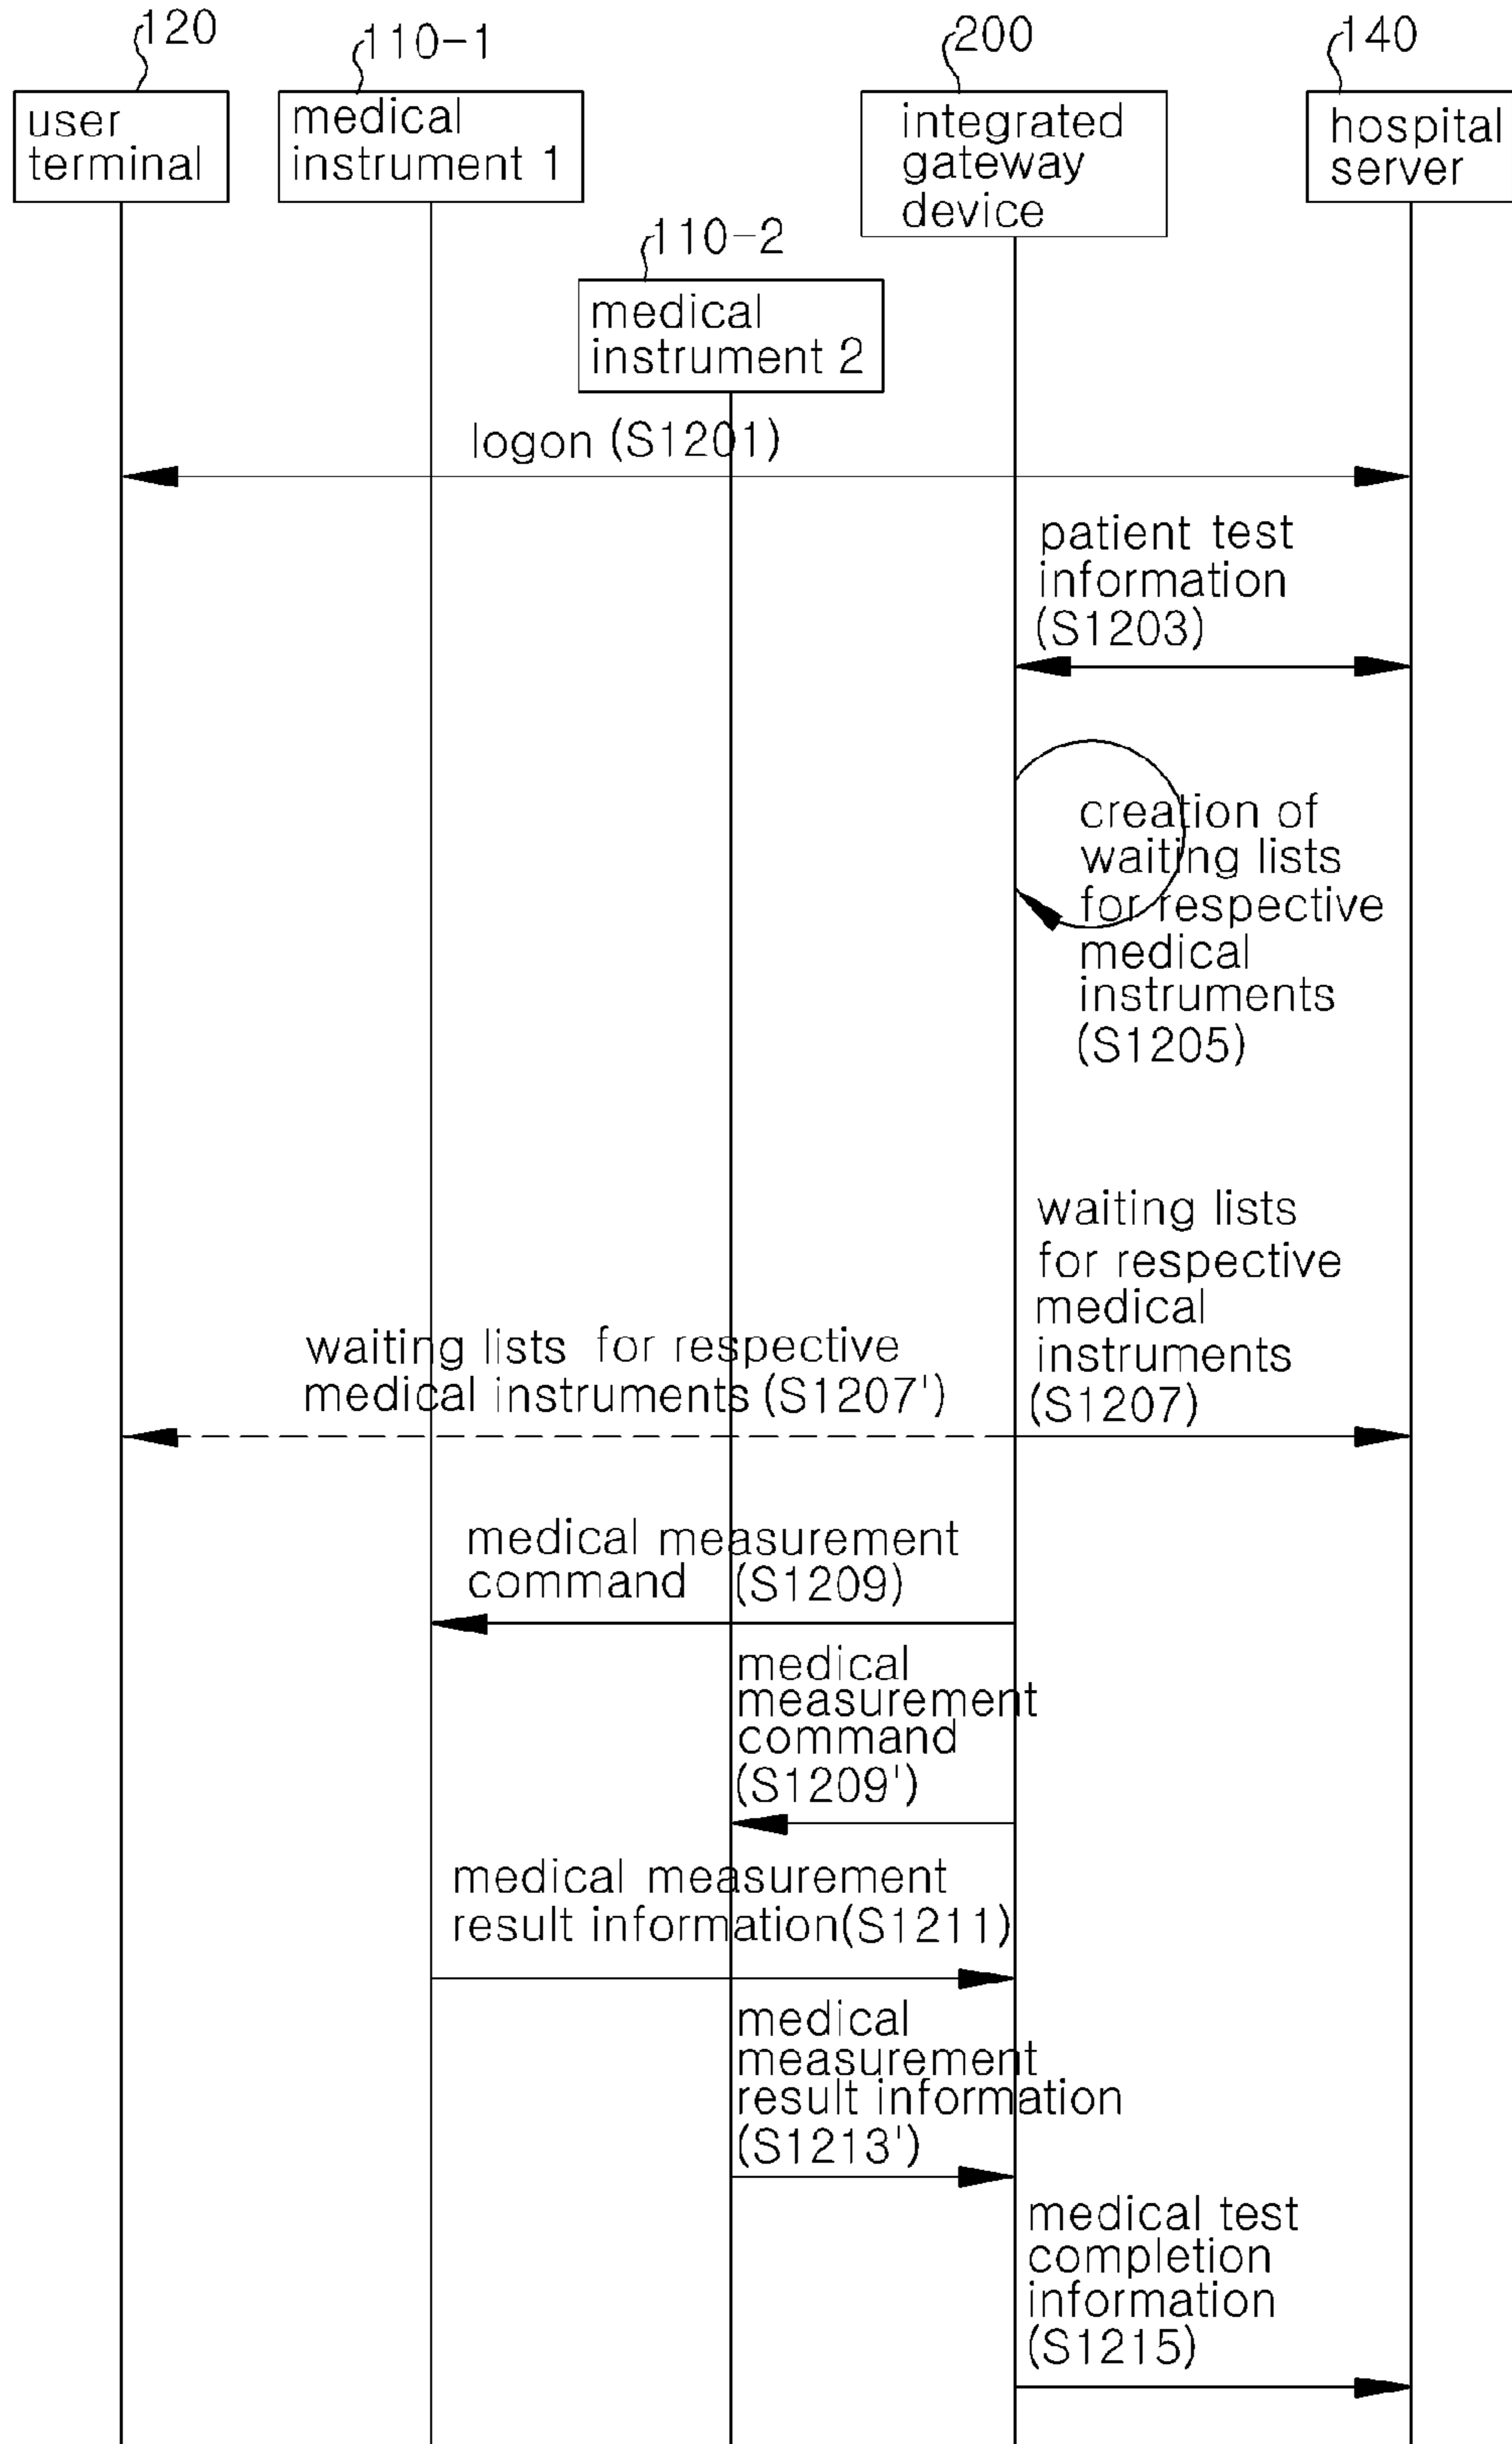 120
110-1
200
140
user
terminal
medical
instrument 1
integrated
gateway
device
hospital
server
110-2
medical
instrument 2
logon (S1201)
patient test
information
(S1203)
creation of
waiting lists
for respective
medical
instruments
(S1205)
waiting lists
for respective
medical
instruments
(S1207)
waiting lists for respective
medical instruments (S1207')
medical measurement
command (S1209)
medical
measurement
command
(S1209')
medical measurement
result information(S1211)
medical
measurement
result information
(S1213')
medical test
completion
information
(S1215)